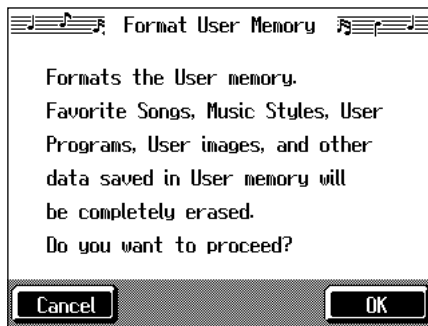 Format User Memory
Formats the User memory.
Favorite Songs, Music Styles, User
Programs, User images, and other
data saved in User memory will
be completely erased.
Do you want to proceed?
Cancel
OK